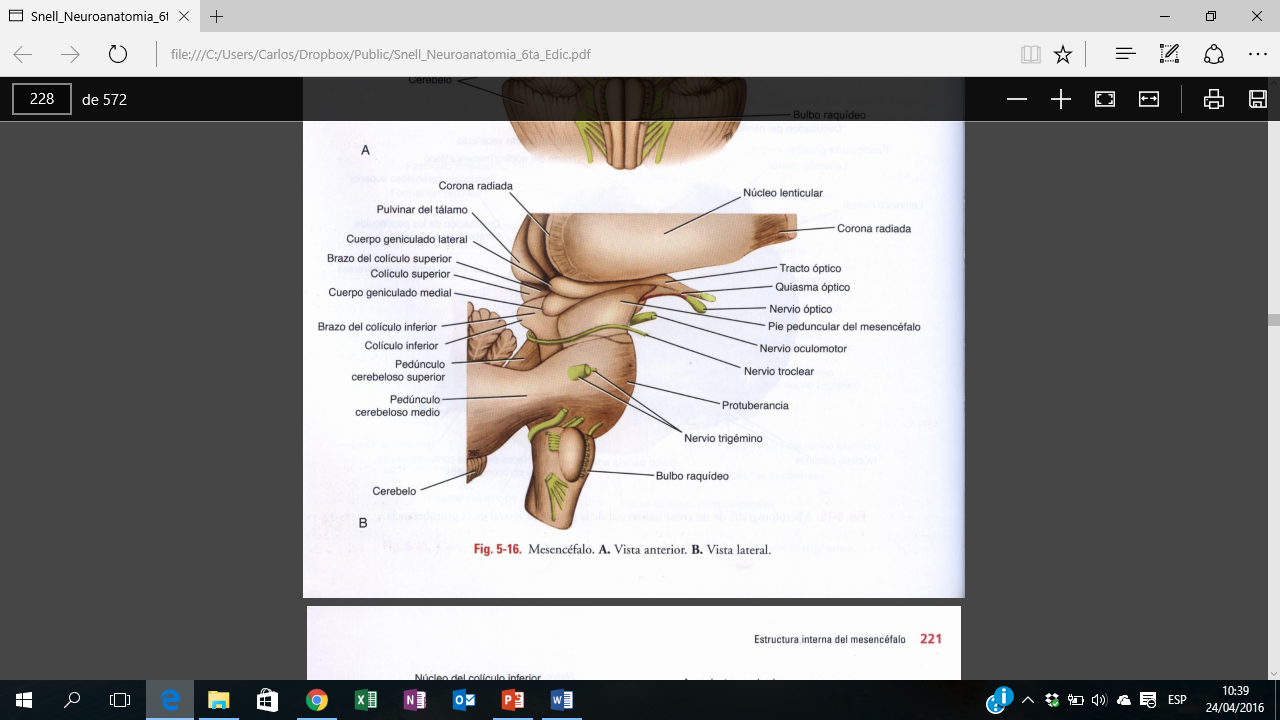 file:///C:/Users/Carlos/Dropbox/Public/Snell_Neuroanatomia_6ta_Edic.pdf
228
de 572
Cerebelo
Bulbo raquídeo
A
Corona radiada
Pulvinar del tálamo
Cuerpo geniculado lateral
Brazo del colículo superior
Colículo superior
Cuerpo geniculado medial
Brazo del colículo inferior
Colículo inferior
Pedúnculo
cerebeloso superior
Pedúnculo
cerebeloso medio
Cerebelo
Núcleo lenticular
Corona radiada
Tracto óptico
Quiasma óptico
Nervio óptico
Pie peduncular del mesencéfalo
Nervio oculomotor
Nervio troclear
Protuberancia
Nervio trigémino
Bulbo raquídeo
B
Fig. 5-16. Mesencéfalo. A. Vista anterior. B. Vista lateral.
Estructura interna del mesencéfalo 221
Núcleo del colículo inferior
ESP
10:39
24/04/2016